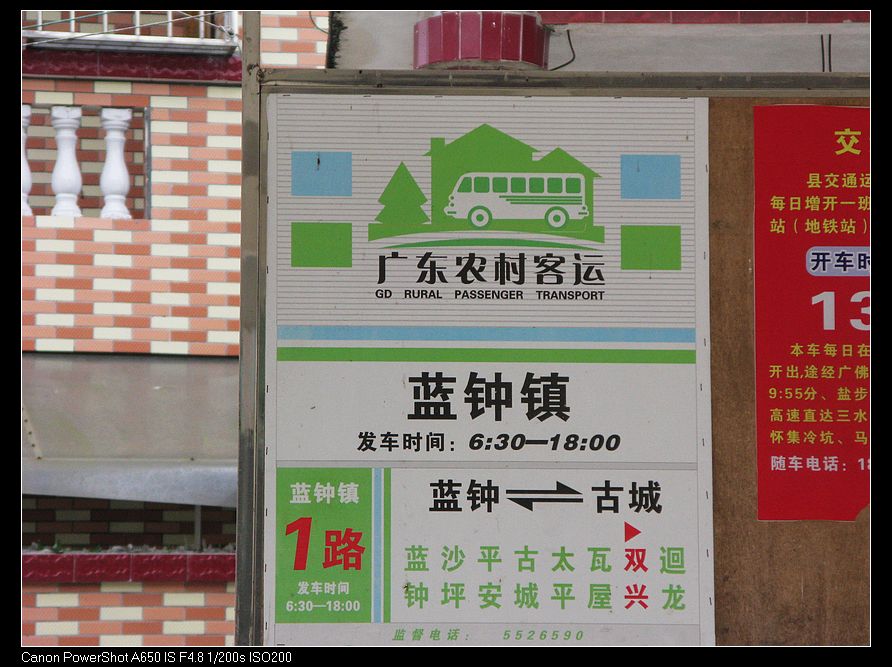 广东农村客运
GD RURAL PASSENGER TRANSPORT
蓝钟镇
发车时间：6:30—18:00
蓝钟镇
1路
发车时间
6:30—18:00
蓝钟⇌古城
蓝钟 沙坪 平安 古城 太平 瓦屋 双兴 迴龙
监督电话： 5526590
交
县交通运
每日增开一班
站（地铁站）
开车时
13
本车每日在
开出,途经广佛
9:55分、盐步
高速直达三水
怀集冷坑、马
随车电话：18
Canon PowerShot A650 IS F4.8 1/200s ISO200